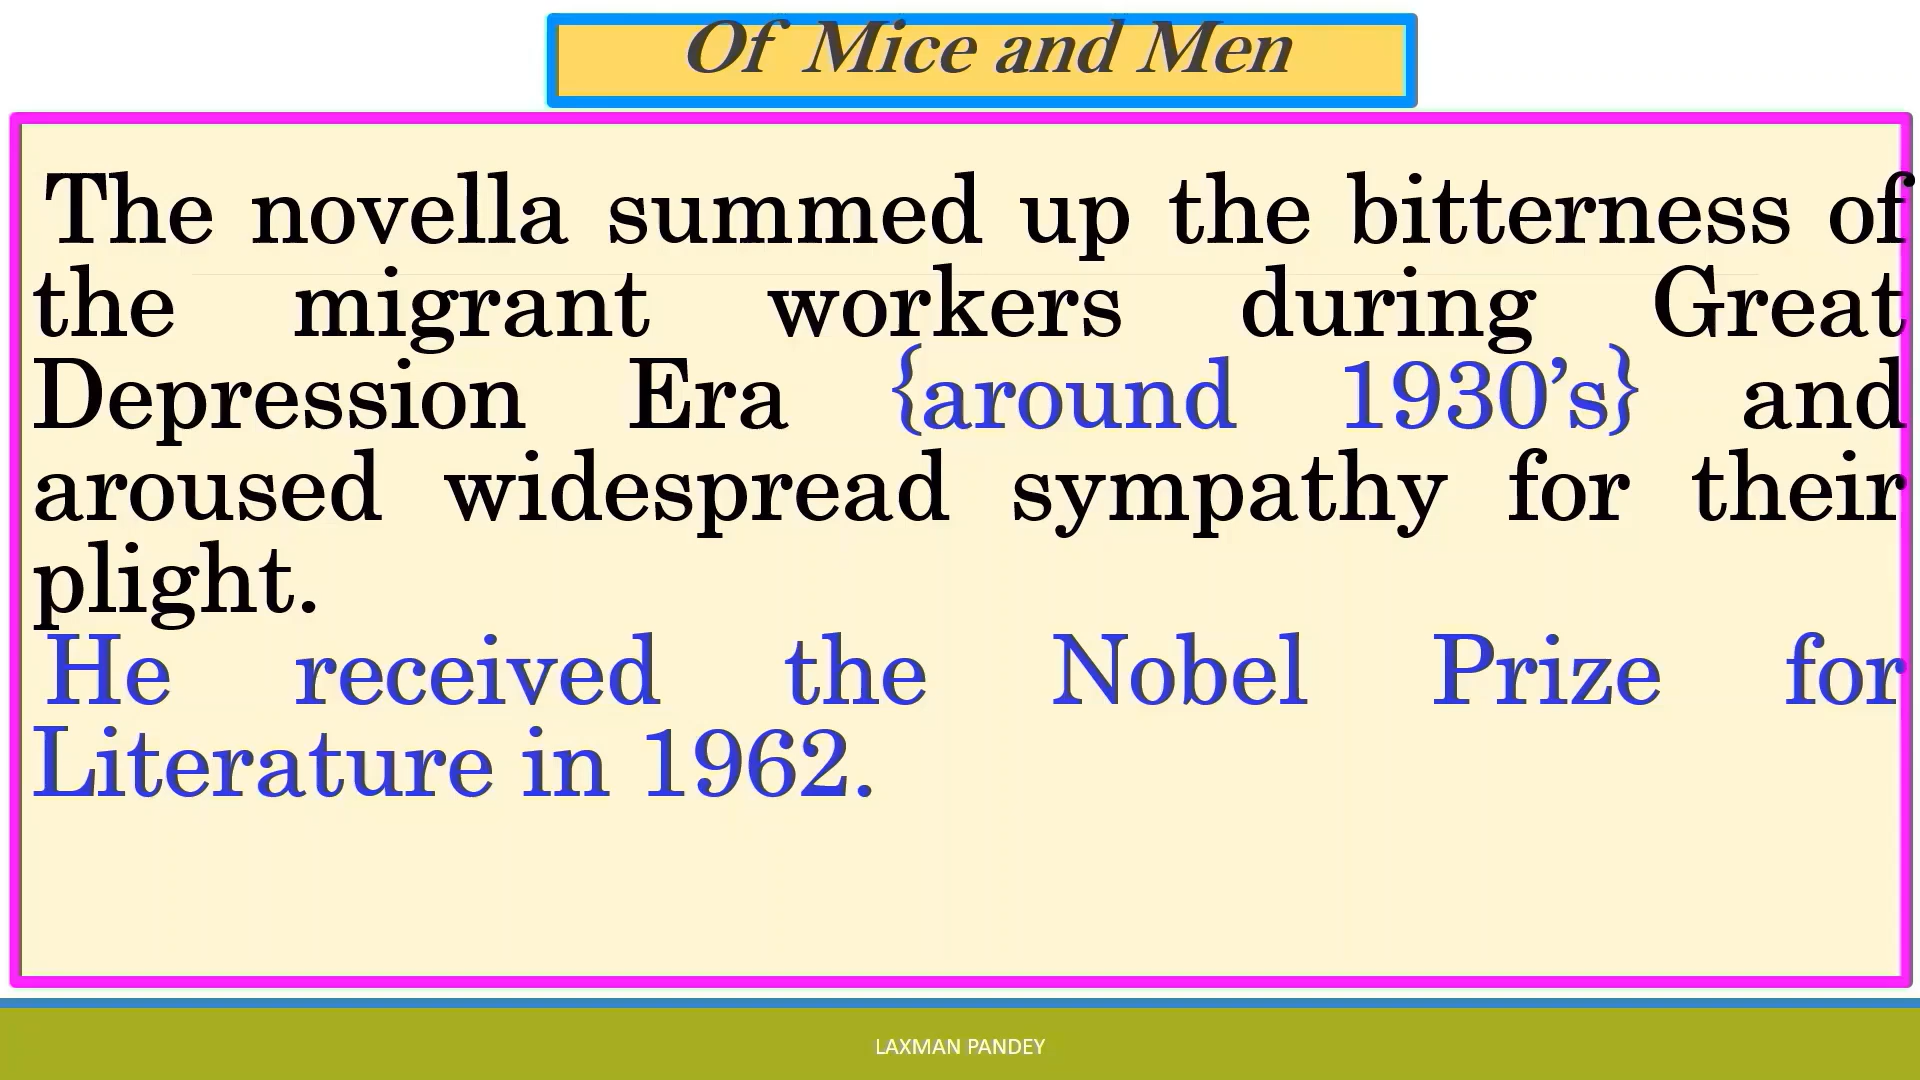 Of Mice and Men
The novella summed up the bitterness of
the migrant workers during Great
Depression Era {around 1930’s} and
aroused widespread sympathy for their
plight.
He received the Nobel Prize for
Literature in 1962.
LAXMAN PANDEY